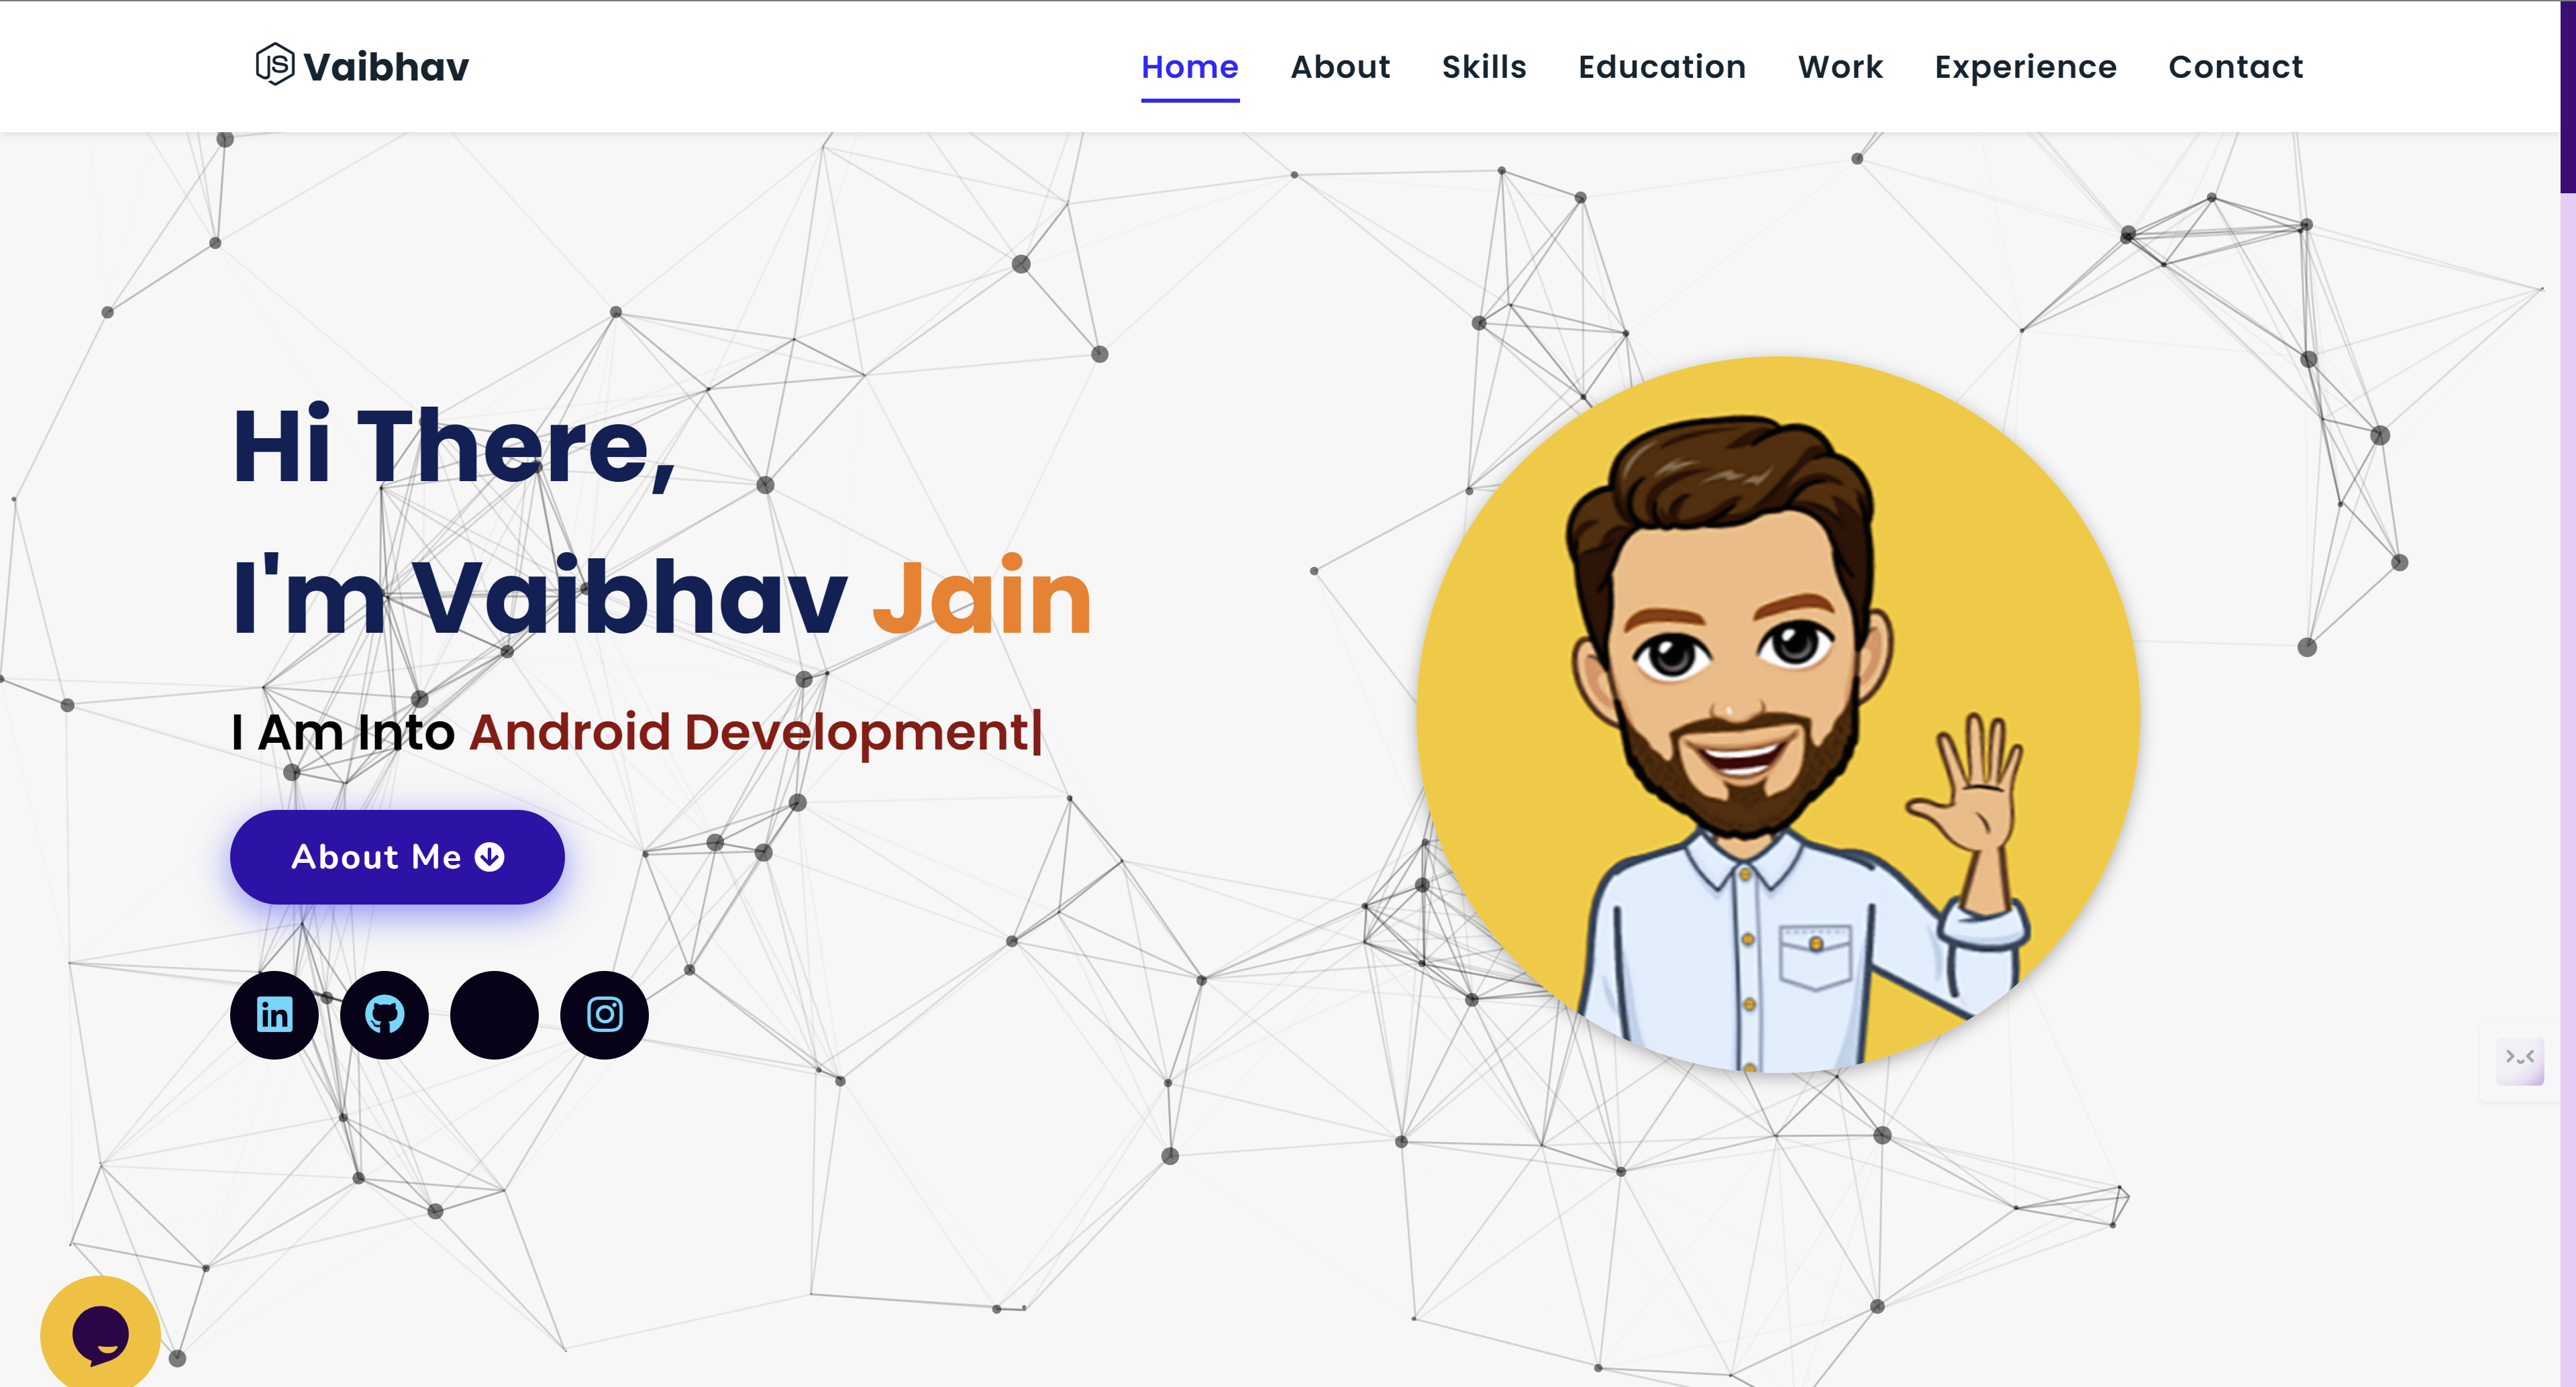 Vaibhav
Home About Skills Education Work Experience Contact
Hi There,
I'm Vaibhav Jain
I Am Into Android Development|
About Me